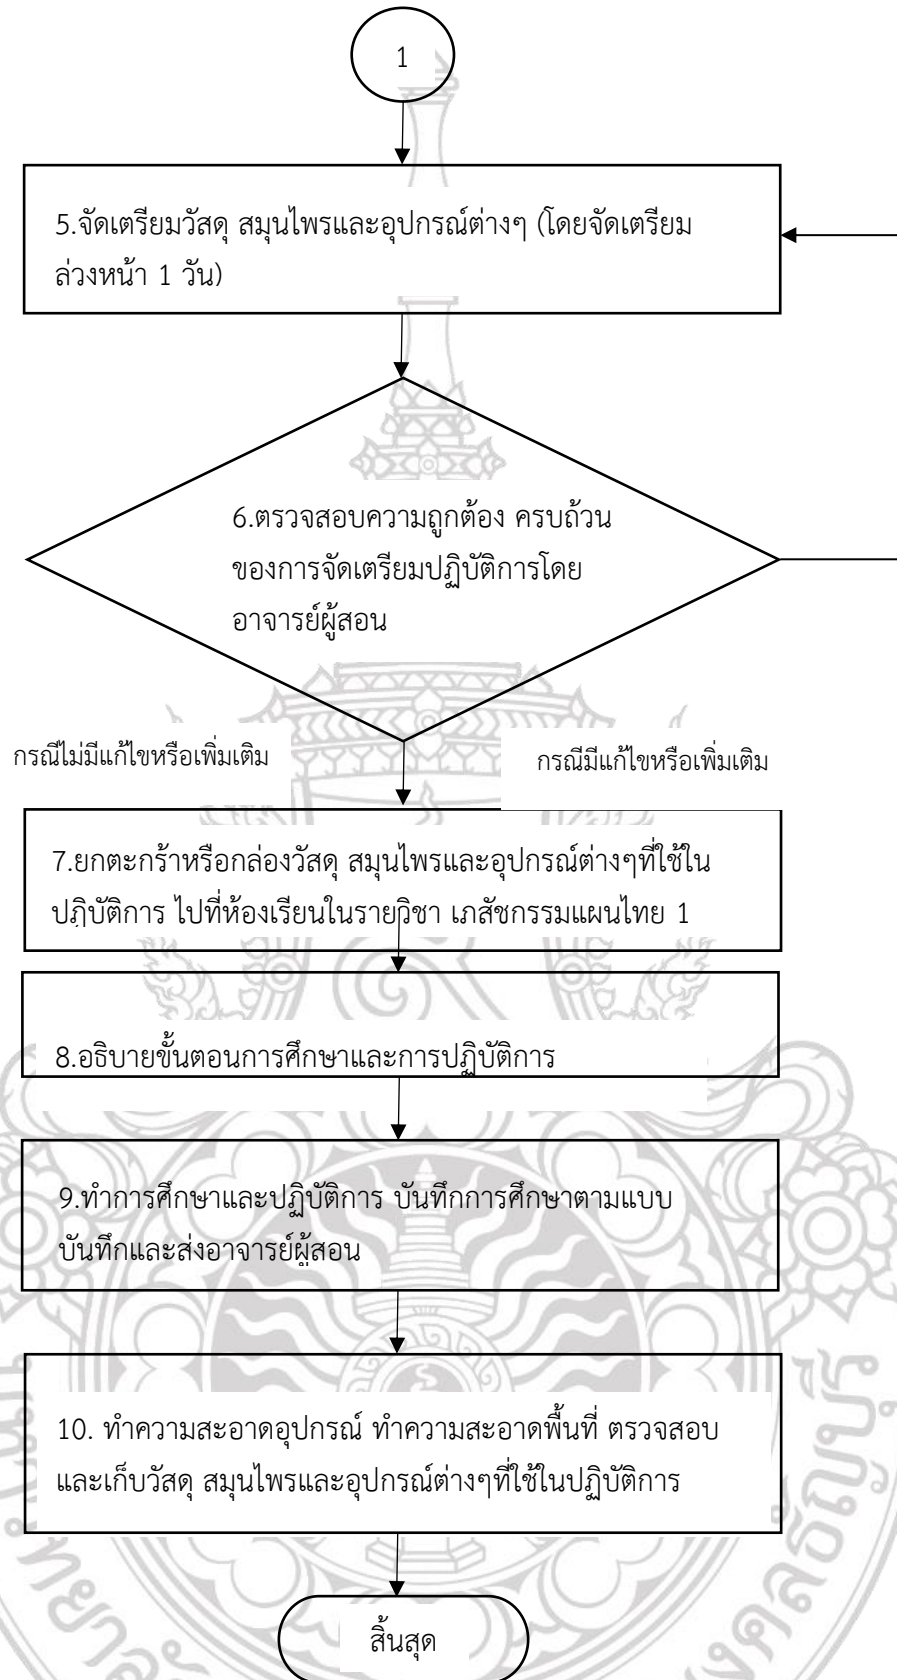 1
5.จัดเตรียมวัสดุ สมุนไพรและอุปกรณ์ต่างๆ (โดยจัดเตรียม
ล่วงหน้า 1 วัน)
6.ตรวจสอบความถูกต้อง ครบถ้วน
ของการจัดเตรียมปฏิบัติการโดย
อาจารย์ผู้สอน
กรณีไม่มีแก้ไขหรือเพิ่มเติม
กรณีมีแก้ไขหรือเพิ่มเติม
7.ยกตะกร้าหรือกล่องวัสดุ สมุนไพรและอุปกรณ์ต่างๆที่ใช้ใน
ปฏิบัติการ ไปที่ห้องเรียนในรายวิชา เภสัชกรรมแผนไทย 1
8.อธิบายขั้นตอนการศึกษาและการปฏิบัติการ
9.ทำการศึกษาและปฏิบัติการ บันทึกการศึกษาตามแบบ
บันทึกและส่งอาจารย์ผู้สอน
10. ทำความสะอาดอุปกรณ์ ทำความสะอาดพื้นที่ ตรวจสอบ
และเก็บวัสดุ สมุนไพรและอุปกรณ์ต่างๆที่ใช้ในปฏิบัติการ
สิ้นสุด